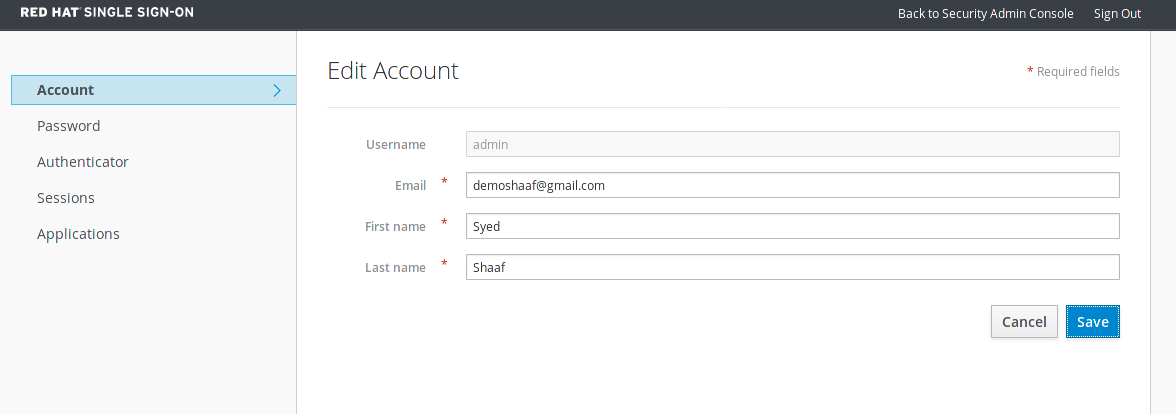 RED HAT SINGLE SIGN-ON
Back to Security Admin Console Sign Out
Account
Password
Authenticator
Sessions
Applications
Edit Account
* Required fields
Username admin
Email * demoshaaf@gmail.com
First name * Syed
Last name * Shaaf
Cancel Save